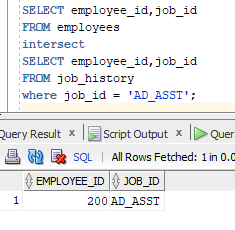 SELECT employee_id,job_id
FROM employees
intersect
SELECT employee_id,job_id
FROM job_history
where job_id = 'AD_ASST';
Query Result × Script Output × Query
SQL | All Rows Fetched: 1 in 0.0
EMPLOYEE_ID JOB_ID
1 200 AD_ASST